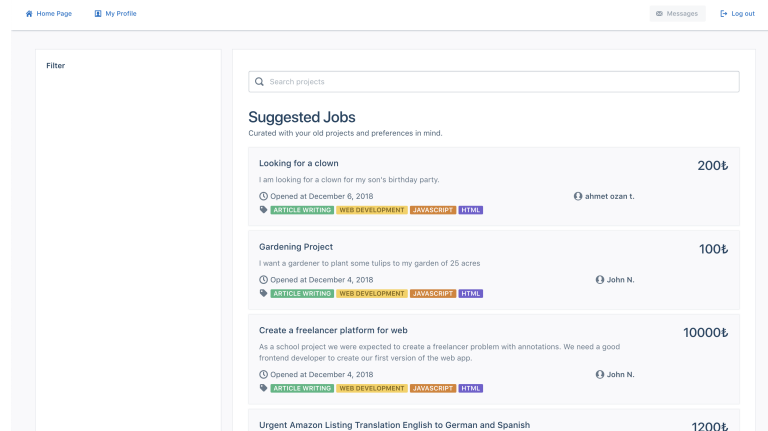 Home Page
My Profile
Messages
Log out
Filter
Search projects
Suggested Jobs
Curated with your old projects and preferences in mind.
Looking for a clown
200₺
I am looking for a clown for my son's birthday party.
Opened at December 6, 2018
ahmet ozan t.
ARTICLE WRITING WEB DEVELOPMENT JAVASCRIPT HTML
Gardening Project
100₺
I want a gardener to plant some tulips to my garden of 25 acres
Opened at December 4, 2018
John N.
ARTICLE WRITING WEB DEVELOPMENT JAVASCRIPT HTML
Create a freelancer platform for web
10000₺
As a school project we were expected to create a freelancer problem with annotations. We need a good
frontend developer to create our first version of the web app.
Opened at December 4, 2018
John N.
ARTICLE WRITING WEB DEVELOPMENT JAVASCRIPT HTML
Urgent Amazon Listing Translation English to German and Spanish
1200₺